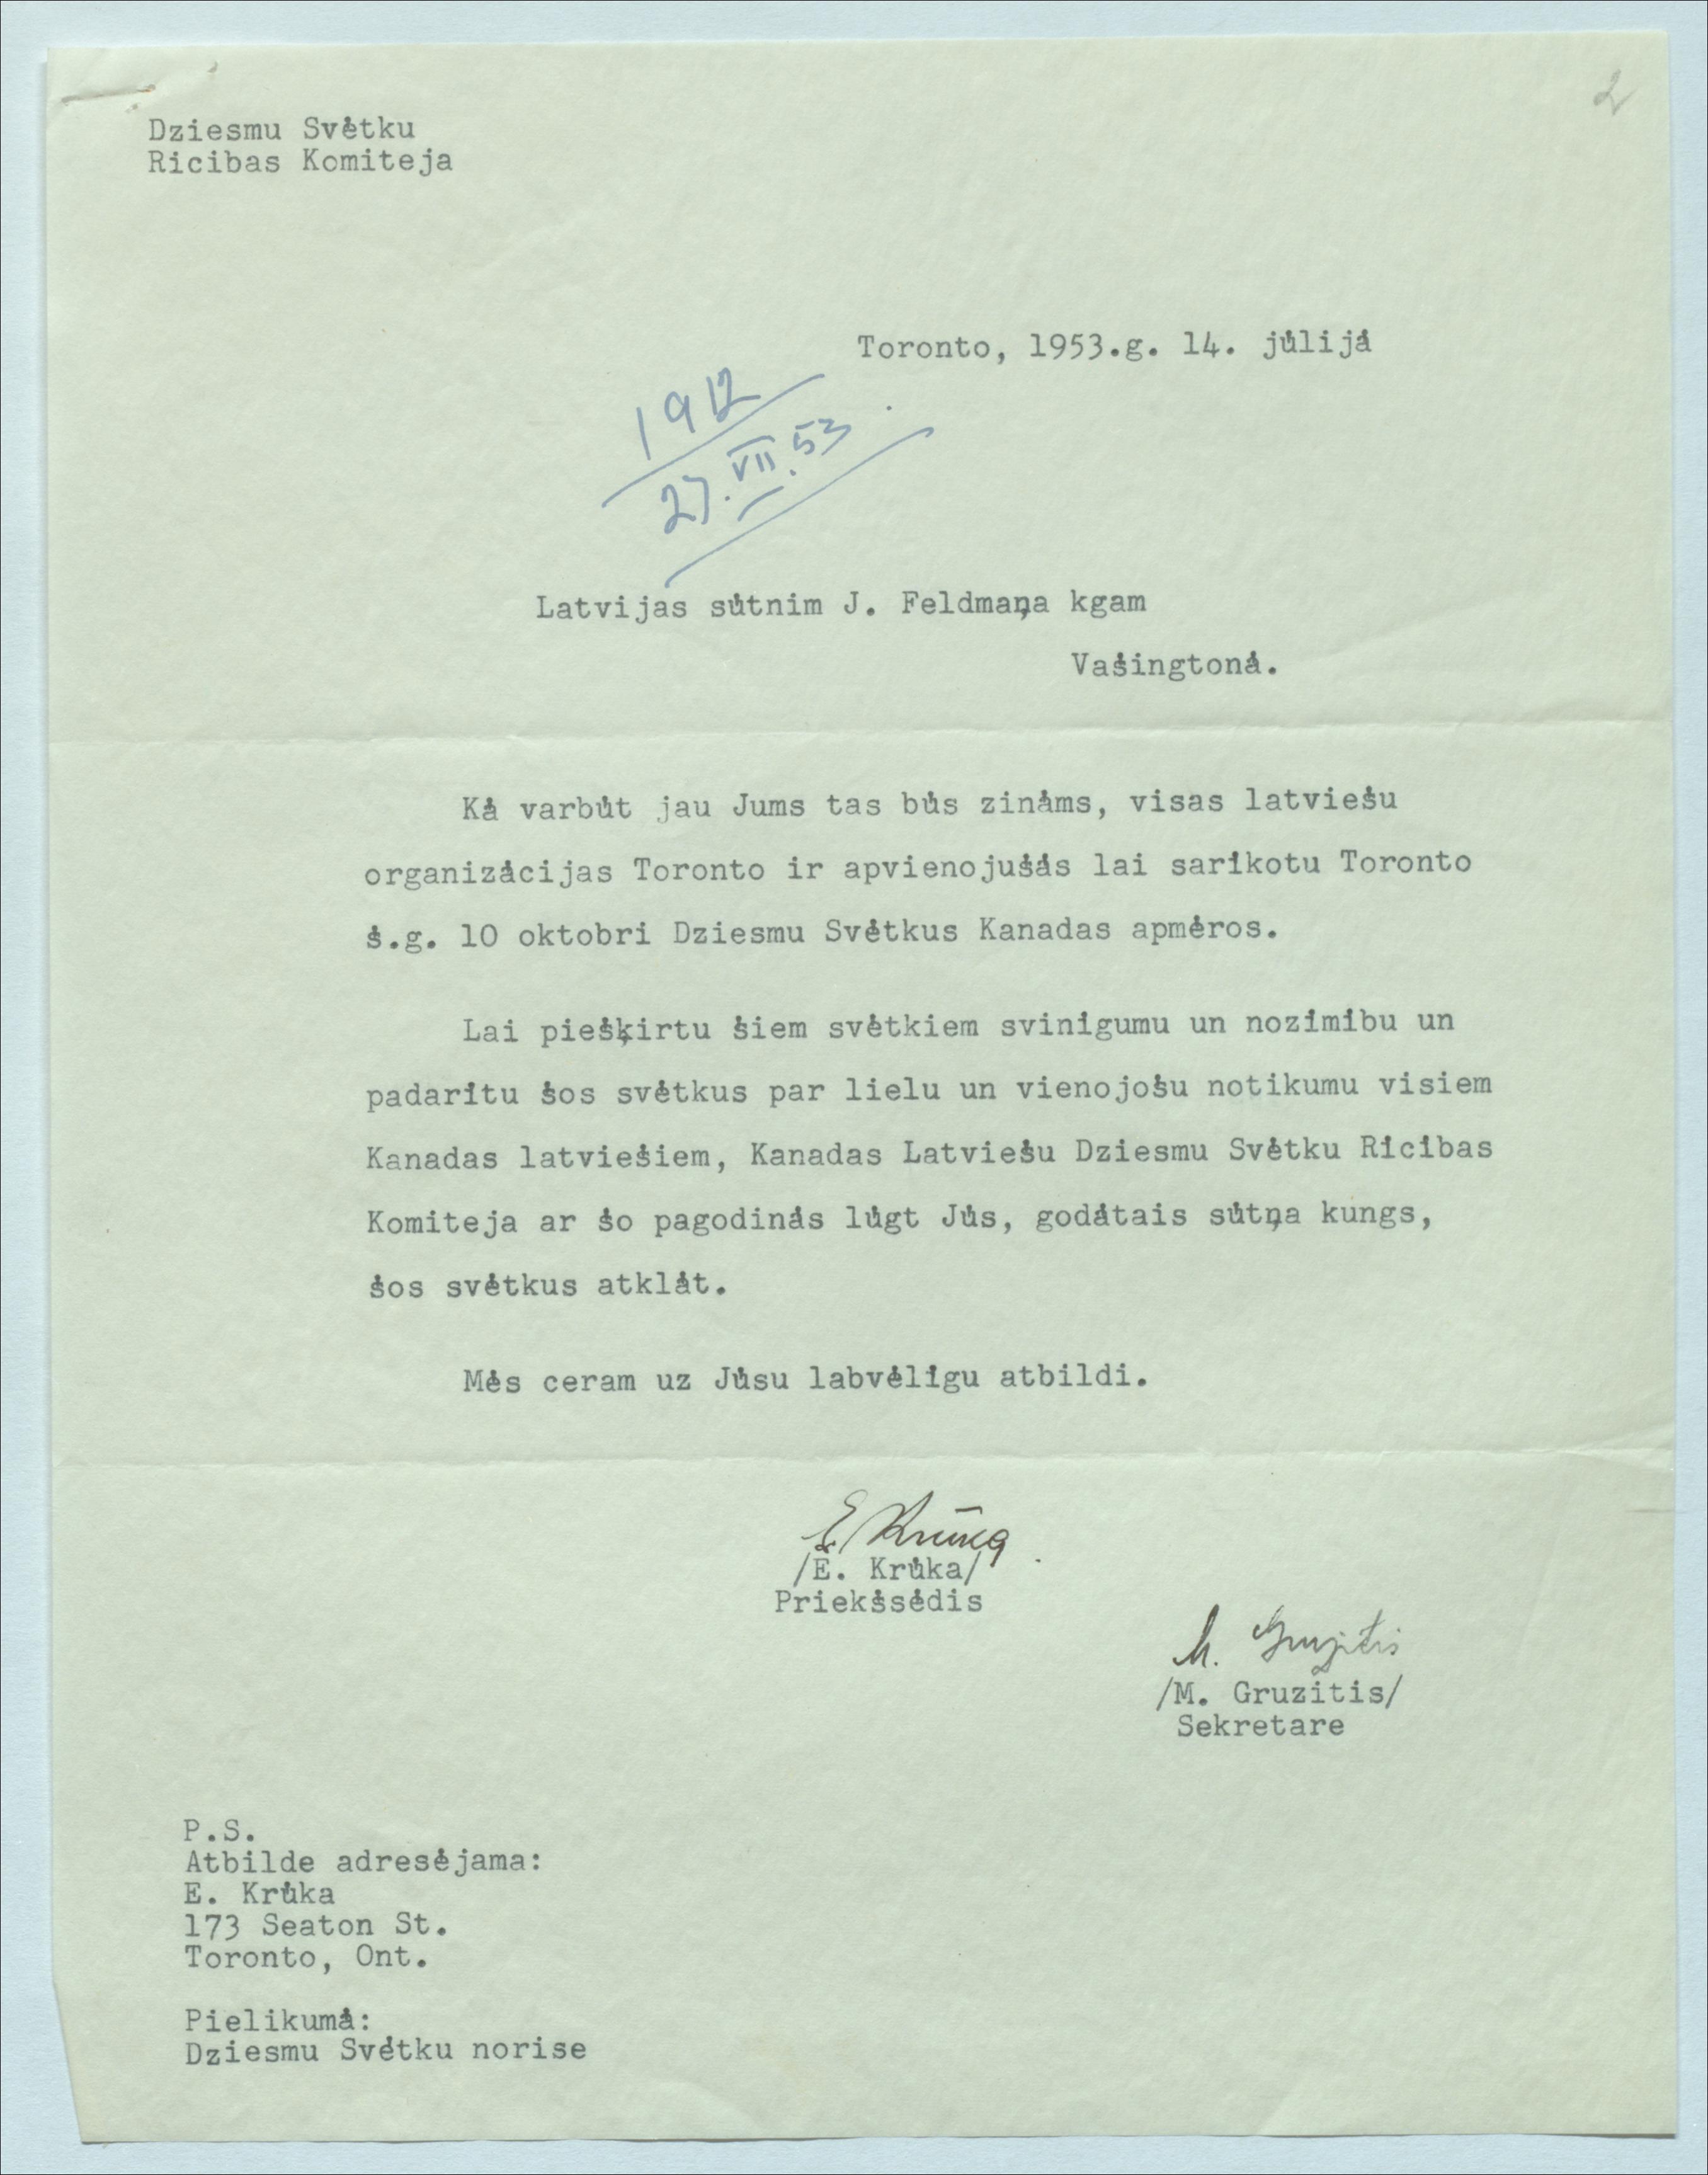 2
Dziesmu Svėtku
Ricibas Komiteja
Toronto, 1953.g. 14. jūlijā
1912
27.VII.53
Latvijas sūtnim J. Feldmaņa kgam
Vašingtonā.
Kā varbūt jau Jums tas būs zināms, visas latviešu
organizācijas Toronto ir apvienojušās lai sarīkotu Toronto
š.g. 10 oktobri Dziesmu Svētkus Kanadas apmēros.
Lai piešķirtu šiem svētkiem svinīgumu un nozīmību un
padarītu šos svētkus par lielu un vienojošu notikumu visiem
Kanadas latviešiem, Kanadas Latviešu Dziesmu Svētku Rīcības
Komiteja ar šo pagodinās lūgt Jūs, godātais sūtņa kungs,
šos svētkus atklāt.
Mēs ceram uz Jūsu labvēlīgu atbildi.
E. Krūka
/E. Krūka/
Priekšsēdis
M. Gruzitis
/M. Gruzitis/
Sekretare
P.S.
Atbilde adresējama:
E. Krūka
173 Seaton St.
Toronto, Ont.
Pielikumā:
Dziesmu Svētku norise